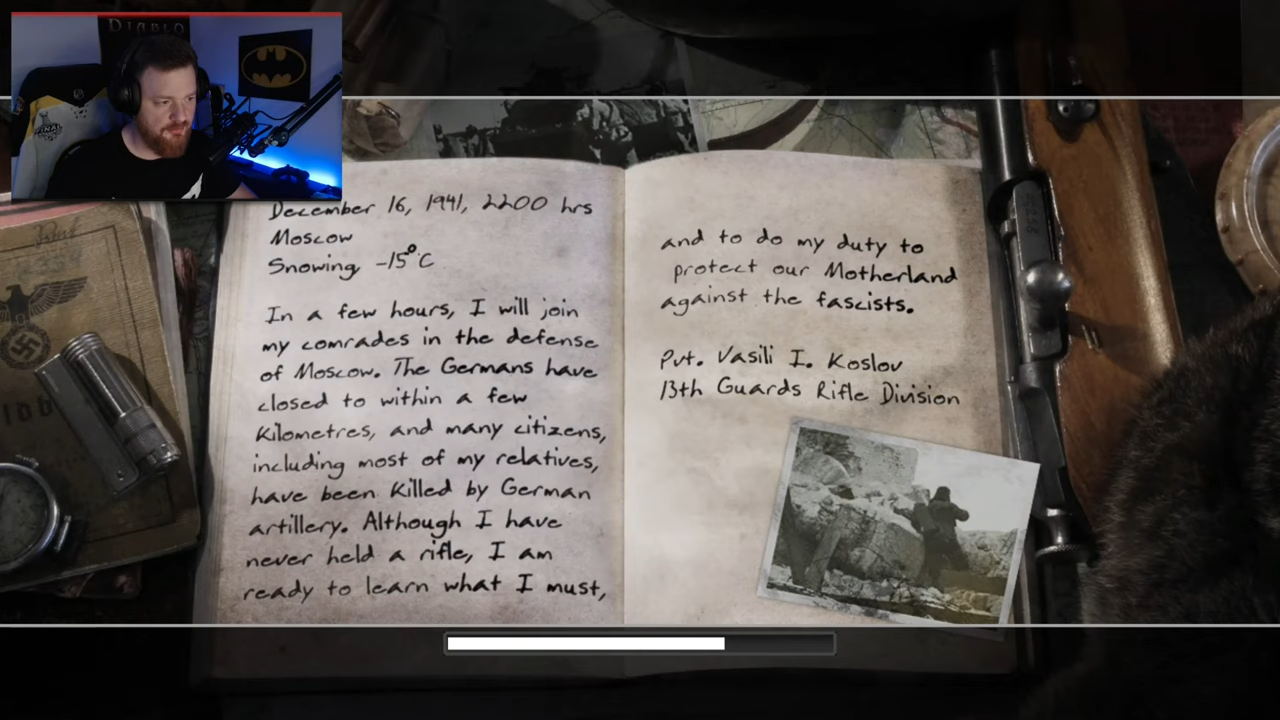 DIABLO
December 16, 1941, 2200 hrs
Moscow
Snowing -15°C
In a few hours, I will join
my comrades in the defense
of Moscow. The Germans have
closed to within a few
Kilometres, and many citizens,
including most of my relatives,
have been killed by German
artillery. Although I have
never held a rifle, I am
ready to learn what I must,
and to do my duty to
protect our Motherland
against the fascists.
Pvt. Vasili I. Koslov
13th Guards Rifle Division